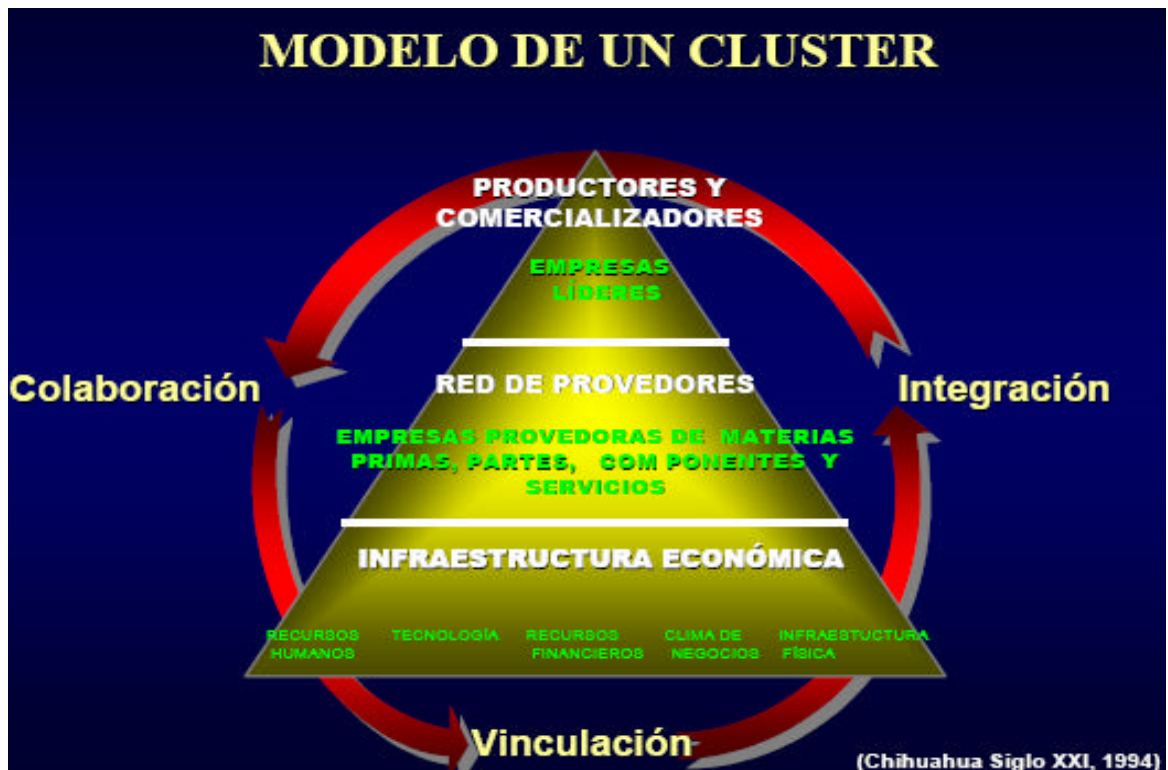 MODELO DE UN CLUSTER
PRODUCTORES Y
COMERCIALIZADORES
EMPRESAS
LÍDERES
Colaboración
RED DE PROVEDORES
Integración
EMPRESAS PROVEDORAS DE MATERIAS
PRIMAS, PARTES, COM PONENTES Y
SERVICIOS
INFRAESTRUCTURA ECONÓMICA
RECURSOS
HUMANOS
TECNOLOGÍA
RECURSOS
FINANCIEROS
CLIMA DE
NEGOCIOS
INFRAESTUCTURA
FÍSICA
Vinculación
(Chihuahua Siglo XXI, 1994)